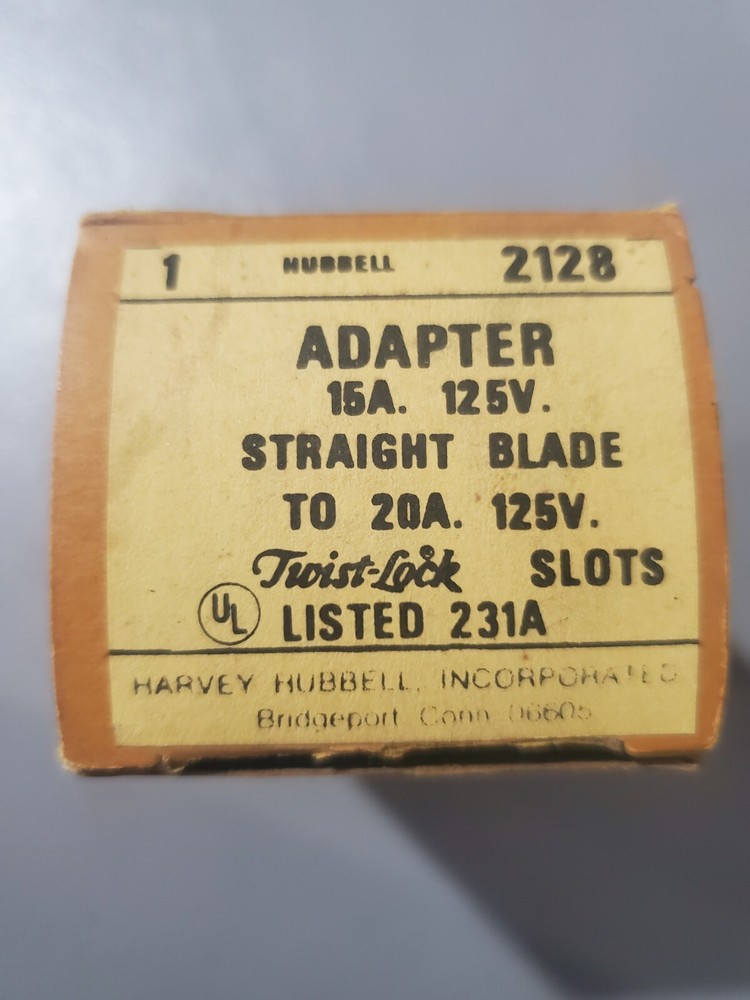 1 HUBBELL 2128
ADAPTER
15A. 125V.
STRAIGHT BLADE
TO 20A. 125V.
Twist-Lock SLOTS
UL LISTED 231A
HARVEY HUBBELL, INCORPORATED
Bridgeport Conn 06605